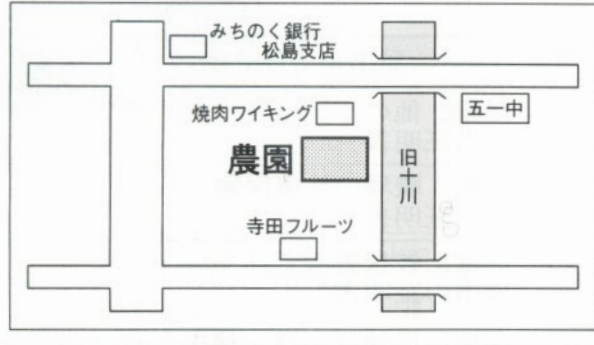 みちのく銀行
松島支店
焼肉ワイキング
五一中
農園
旧十川
寺田フルーツ